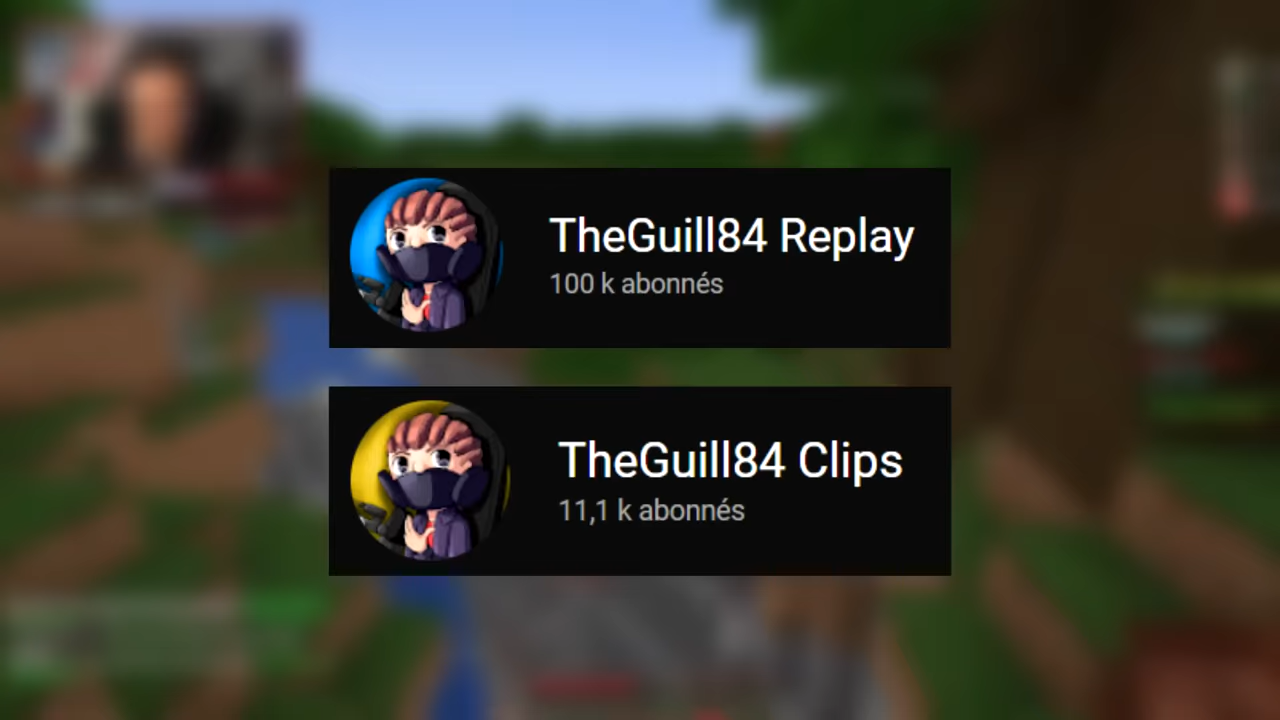 TheGuill84 Replay
100 k abonnés
TheGuill84 Clips
11,1 k abonnés